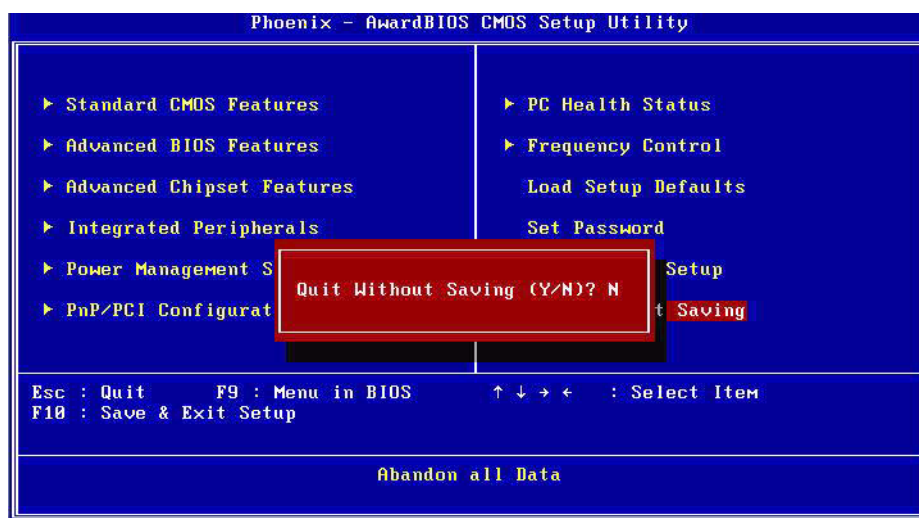 Phoenix - AwardBIOS CMOS Setup Utility
► Standard CMOS Features
► Advanced BIOS Features
► Advanced Chipset Features
► Integrated Peripherals
► Power Management S
► PnP/PCI Configurat
► PC Health Status
► Frequency Control
Load Setup Defaults
Set Password
Setup
t Saving
Quit Without Saving (Y/N)? N
Esc : Quit F9 : Menu in BIOS ↑ ↓ → ← : Select Item
F10 : Save & Exit Setup
Abandon all Data